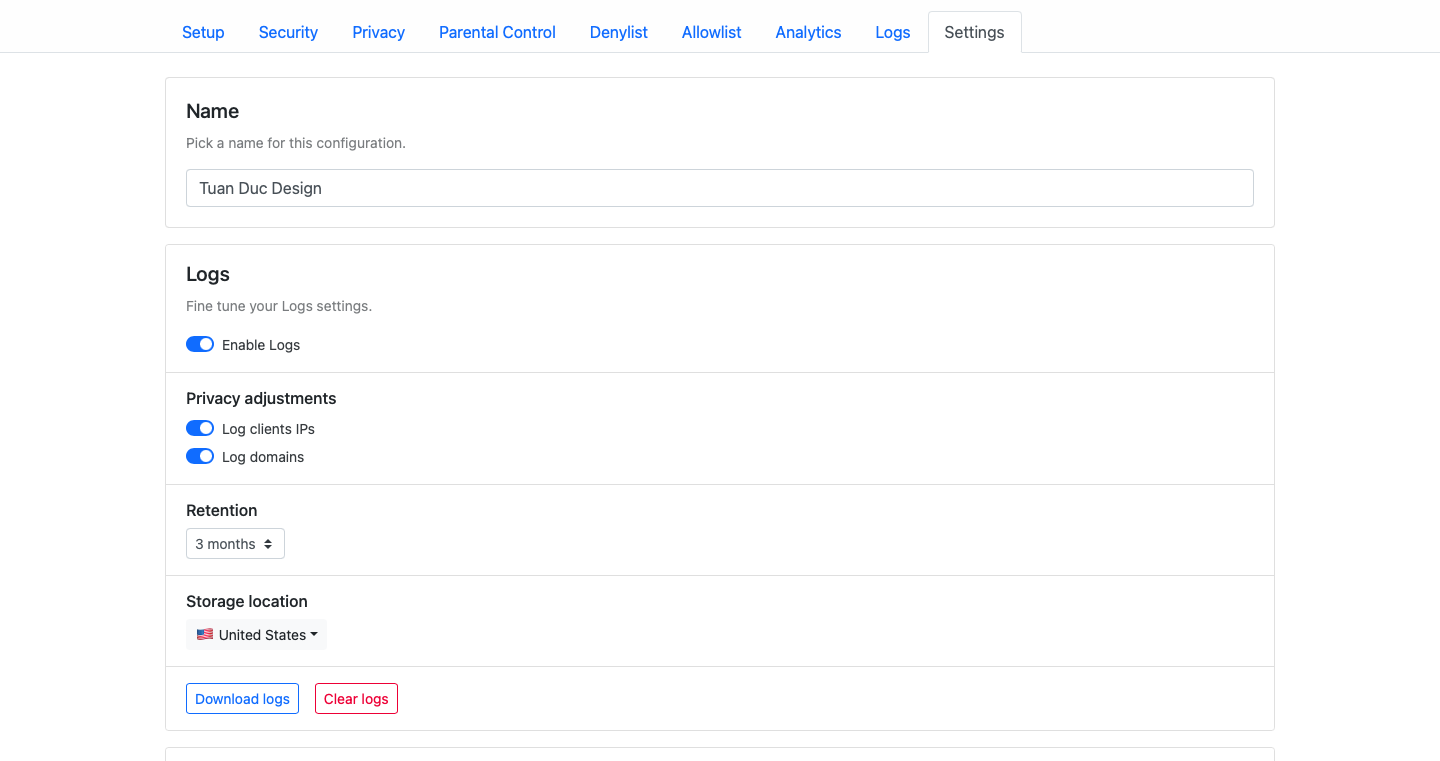 Setup Security Privacy Parental Control Denylist Allowlist Analytics Logs Settings
Name
Pick a name for this configuration.
Tuan Duc Design
Logs
Fine tune your Logs settings.
Enable Logs
Privacy adjustments
Log clients IPs
Log domains
Retention
3 months
Storage location
United States
Download logs Clear logs